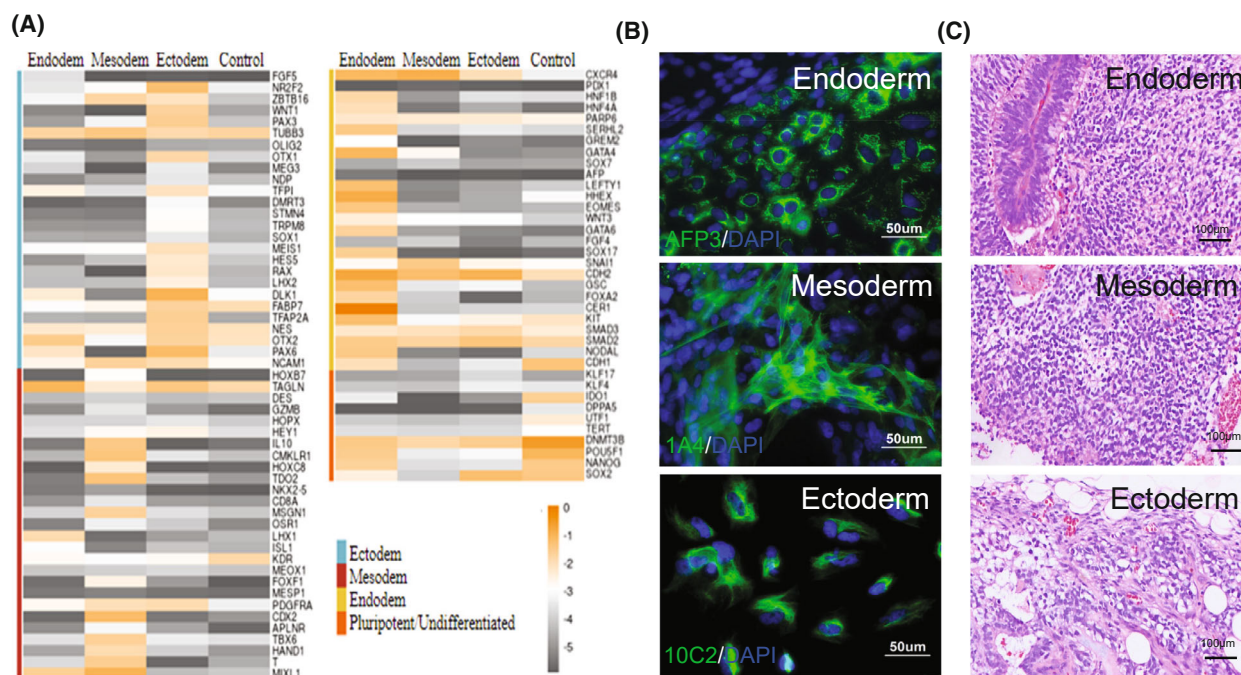 (A)
Endodem Mesodem Ectodem Control
FGF5
NR2F2
ZBTB16
WNT1
PAX3
TUBB3
OLIG2
OTX1
MEG3
NDP
TFPI
DMRT3
STMN4
TRPM8
SOX1
MEIS1
HES5
RAX
LHX2
DLK1
FABP7
TFAP2A
NES
OTX2
PAX6
NCAM1
HOXB7
TAGLN
DES
GZMB
HOPX
HEY1
IL10
CMKLR1
HOXC8
TDO2
NKX2-5
CD8A
MSGN1
OSR1
LHX1
ISL1
KDR
MEOX1
FOXF1
MESP1
PDGFRA
CDX2
APLNR
TBX6
HAND1
T
MIXL1
Endodem Mesodem Ectodem Control
CXCR4
PDX1
HNF1B
HNF4A
PARP6
SERHL2
GREM2
GATA4
SOX7
AFP
LEFTY1
HHEX
EOMES
WNT3
GATA6
FGF4
SOX17
SNAI1
CDH2
GSC
FOXA2
CER1
KIT
SMAD3
SMAD2
NODAL
CDH1
KLF17
KLF4
IDO1
DPPA5
UTF1
TERT
DNMT3B
POU5F1
NANOG
SOX2
Ectodem
Mesodem
Endodem
Pluripotent/Undifferentiated
0
-1
-2
-3
-4
-5
(B)
Endoderm
AFP3/DAPI
50um
Mesoderm
1A4/DAPI
50um
Ectoderm
10C2/DAPI
50um
(C)
Endoderm
100um
Mesoderm
100um
Ectoderm
100um